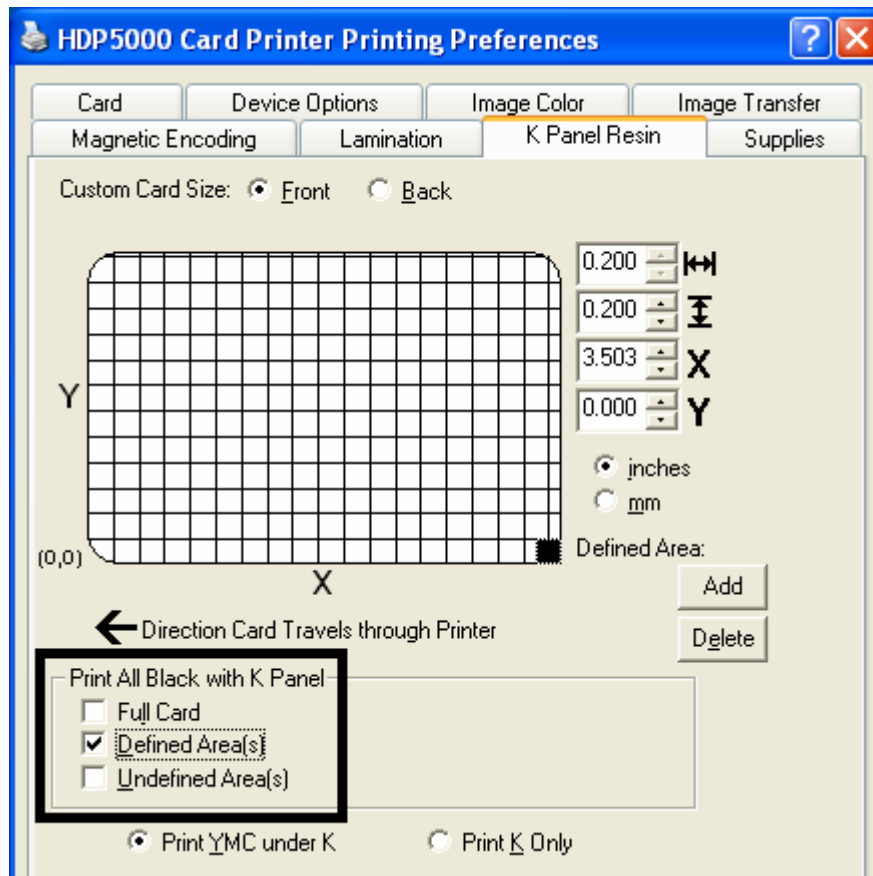 HDP5000 Card Printer Printing Preferences
Card Device Options Image Color Image Transfer
Magnetic Encoding Lamination K Panel Resin Supplies
Custom Card Size: Front Back
0.200
0.200
3.503 X
Y 0.000 Y
inches
mm
(0,0) Defined Area:
X Add
Direction Card Travels through Printer Delete
Print All Black with K Panel
Full Card
Defined Area(s)
Undefined Area(s)
Print YMC under K Print K Only